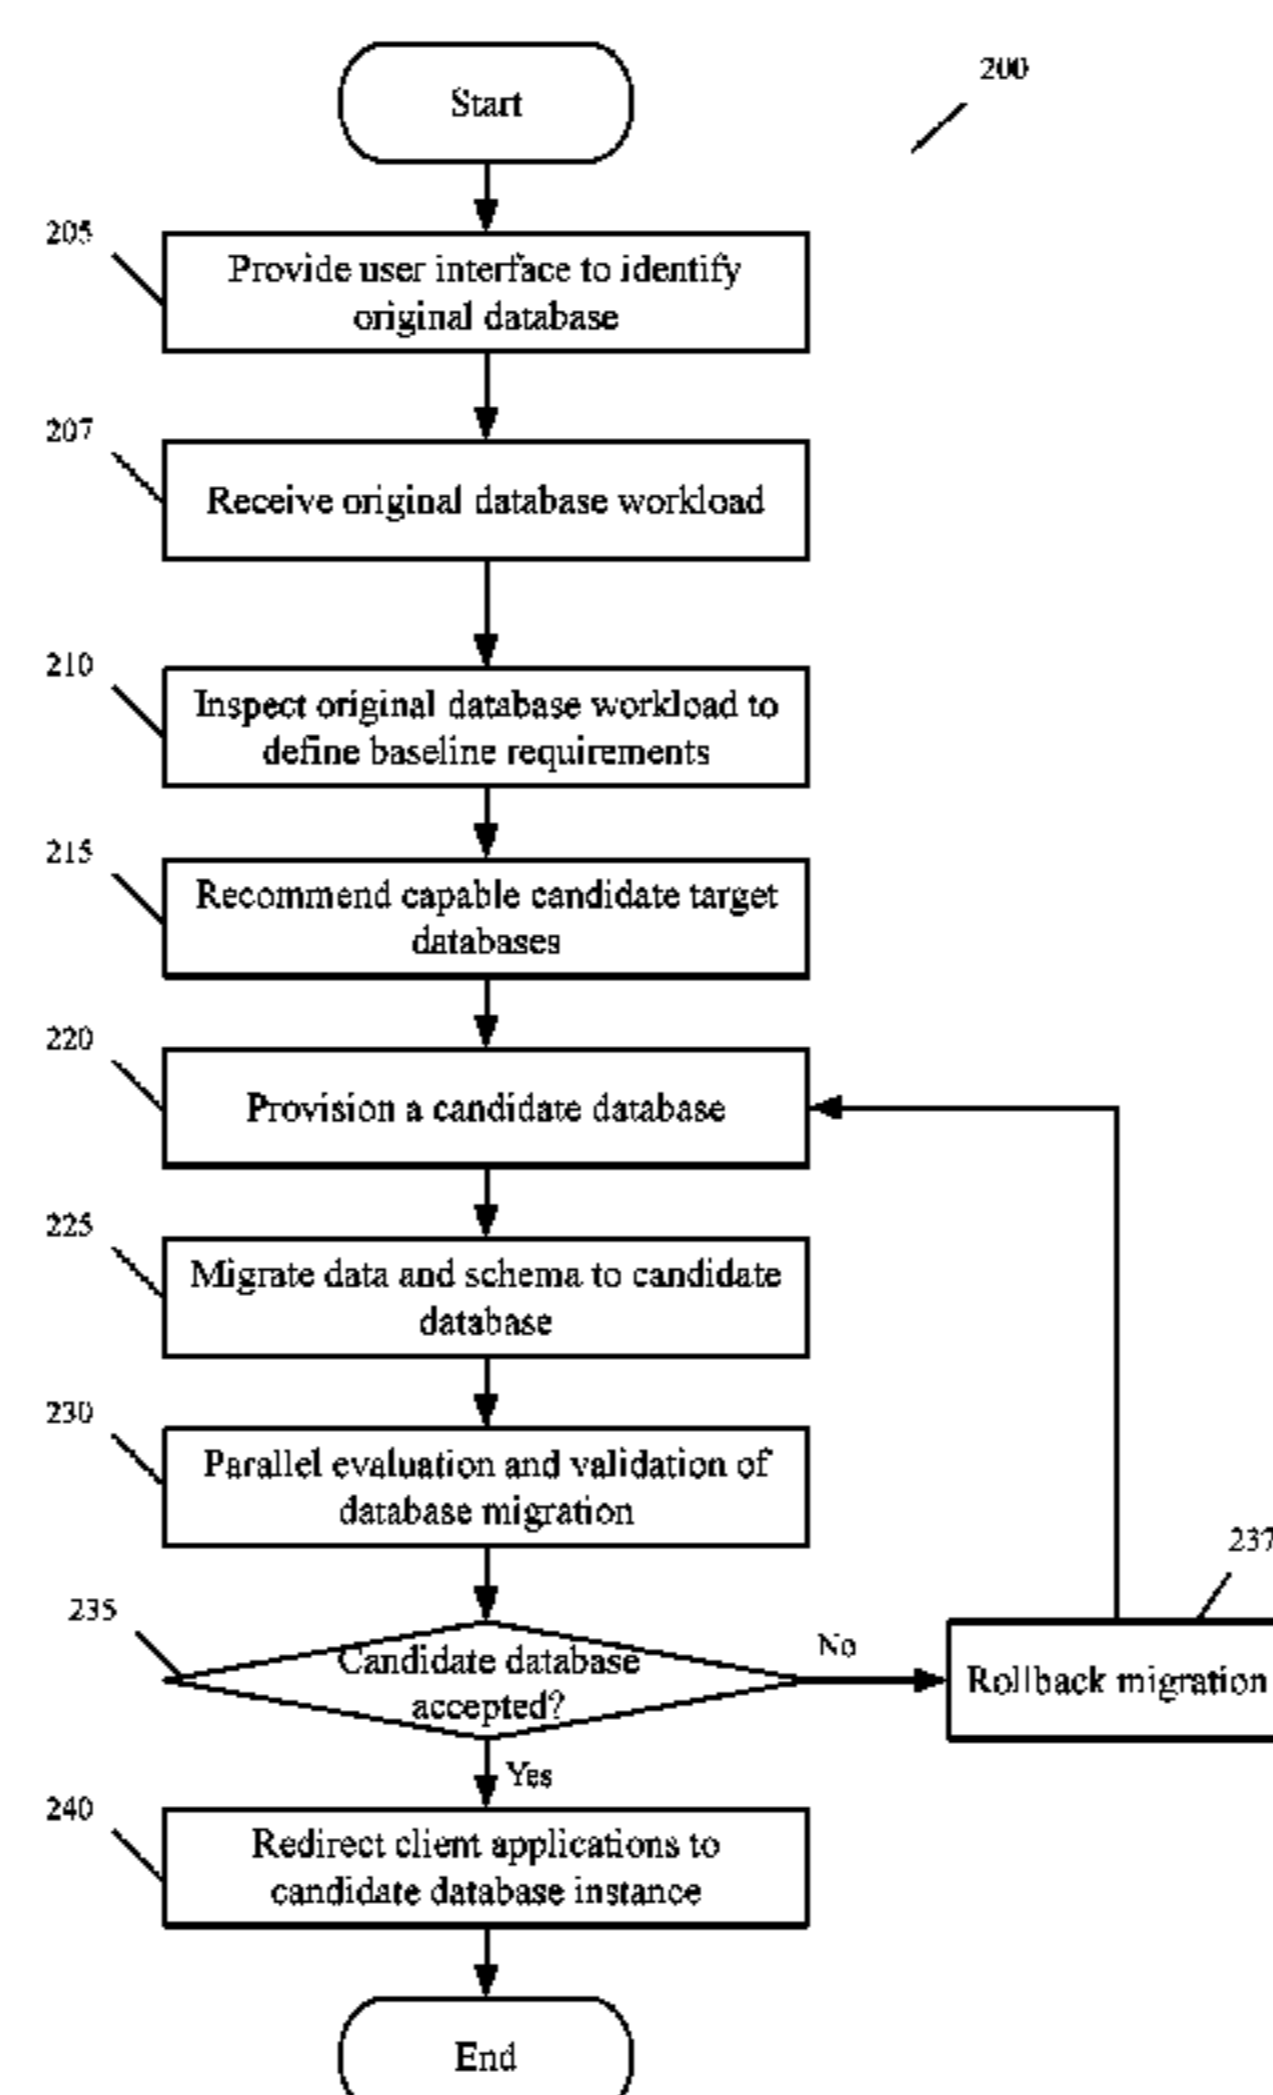 Start
200
205
Provide user interface to identify
original database
207
Receive original database workload
210
Inspect original database workload to
define baseline requirements
215
Recommend capable candidate target
databases
220
Provision a candidate database
225
Migrate data and schema to candidate
database
230
Parallel evaluation and validation of
database migration
237
235
Candidate database
accepted?
No
Rollback migration
Yes
240
Redirect client applications to
candidate database instance
End